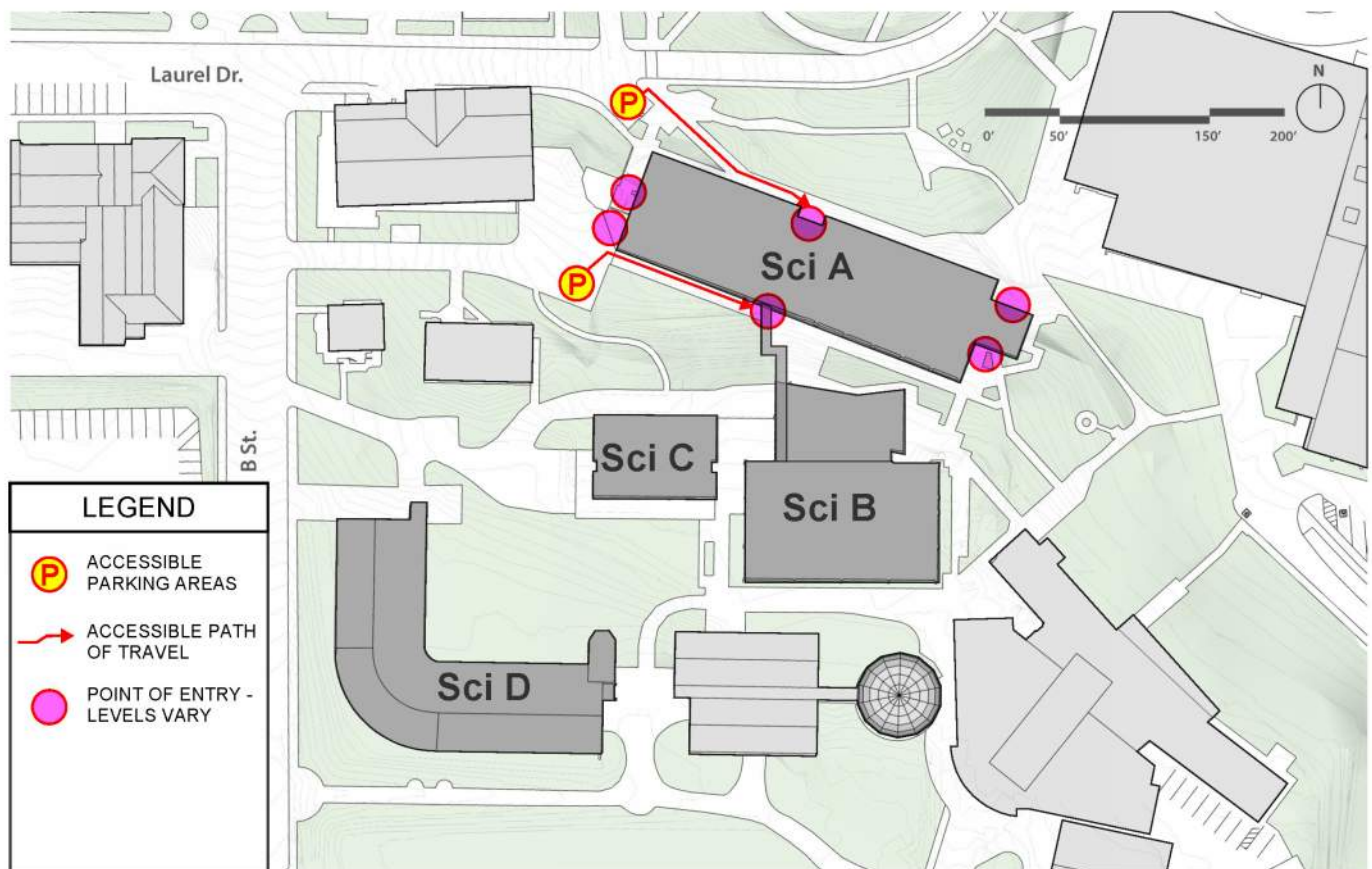 Laurel Dr.
N
P
0'
50'
150'
200'
Sci A
P
B St.
Sci C
Sci B
LEGEND
P
ACCESSIBLE
PARKING AREAS
ACCESSIBLE PATH
OF TRAVEL
POINT OF ENTRY -
LEVELS VARY
Sci D